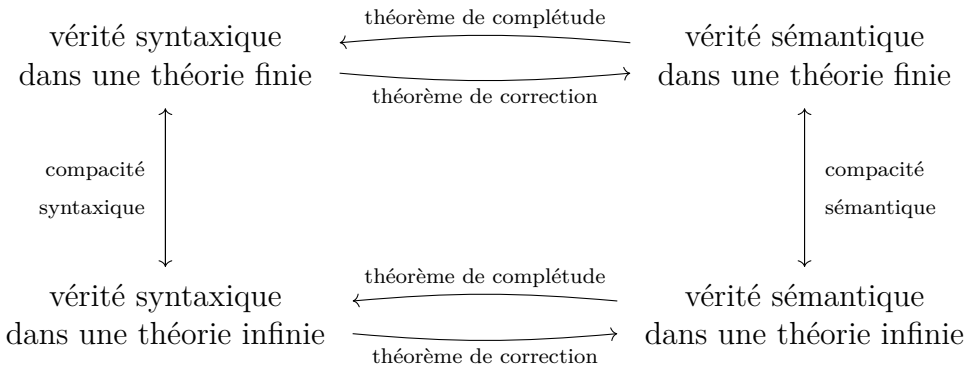 théorème de complétude
vérité syntaxique
dans une théorie finie
vérité sémantique
dans une théorie finie
théorème de correction
compacité
syntaxique
compacité
sémantique
théorème de complétude
vérité syntaxique
dans une théorie infinie
vérité sémantique
dans une théorie infinie
théorème de correction